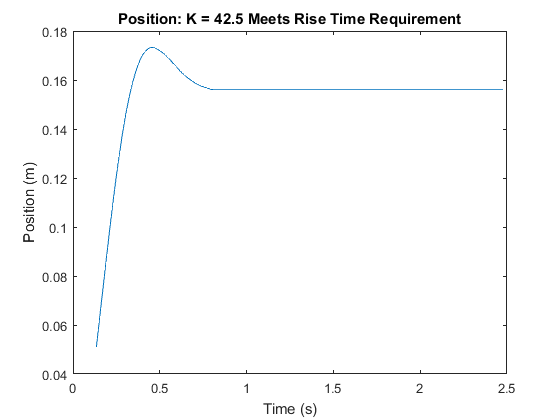 Position: K = 42.5 Meets Rise Time Requirement
0.18
0.16
0.14
0.12
0.1
0.08
0.06
0.04
Position (m)
0 0.5 1 1.5 2 2.5
Time (s)